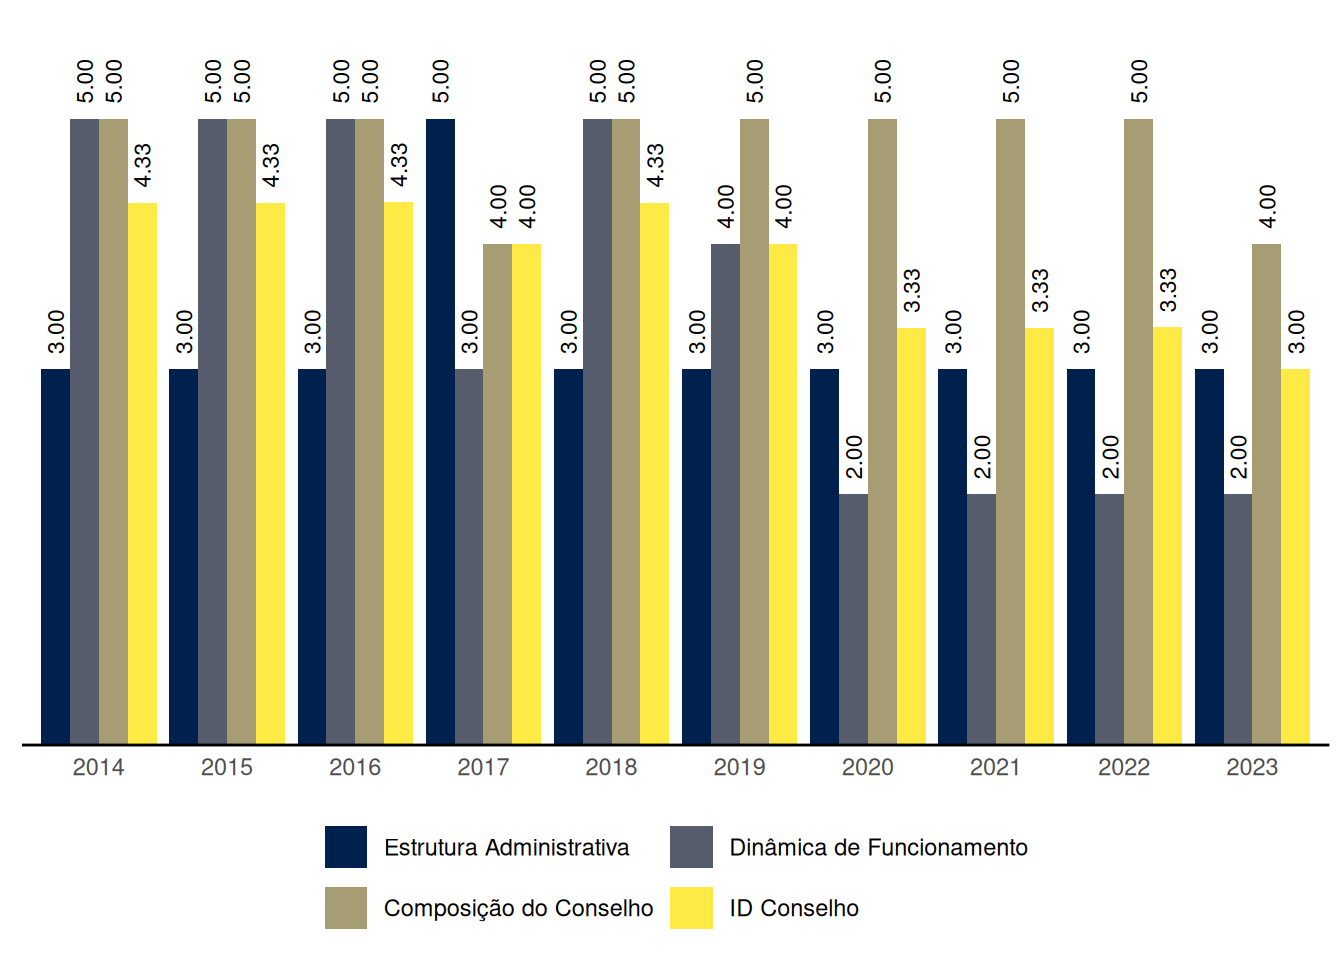 3.00 5.00 5.00 4.33 3.00 5.00 5.00 4.33 3.00 5.00 5.00 4.33 5.00 3.00 4.00 4.00 3.00 5.00 5.00 4.33 3.00 4.00 5.00 4.00 3.00 2.00 5.00 3.33 3.00 2.00 5.00 3.33 3.00 2.00 5.00 3.33 3.00 2.00 4.00 3.00
2014 2015 2016 2017 2018 2019 2020 2021 2022 2023
Estrutura Administrativa Dinâmica de Funcionamento
Composição do Conselho ID Conselho